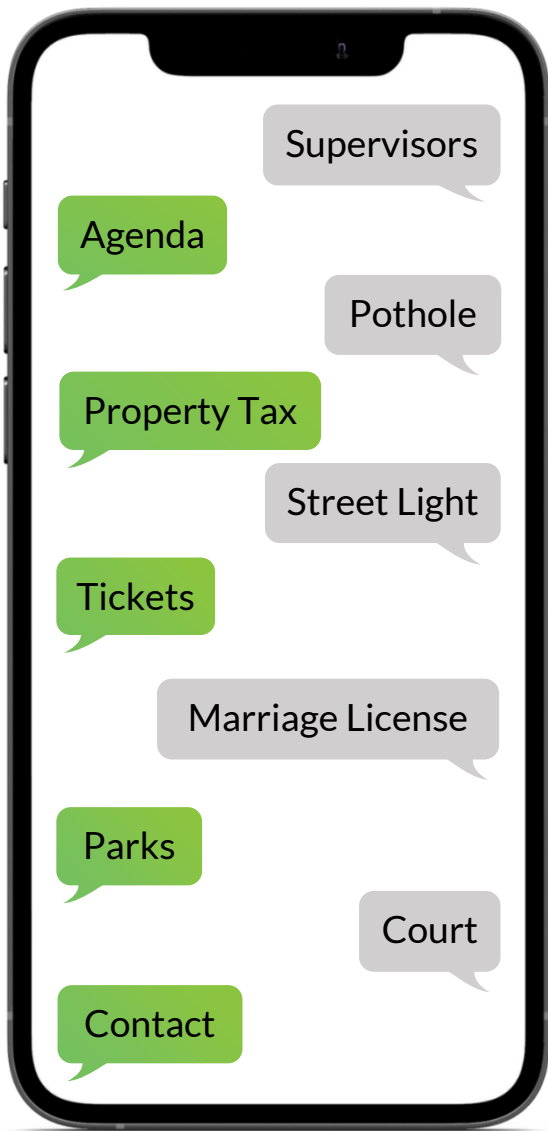 Supervisors
Agenda
Pothole
Property Tax
Street Light
Tickets
Marriage License
Parks
Court
Contact